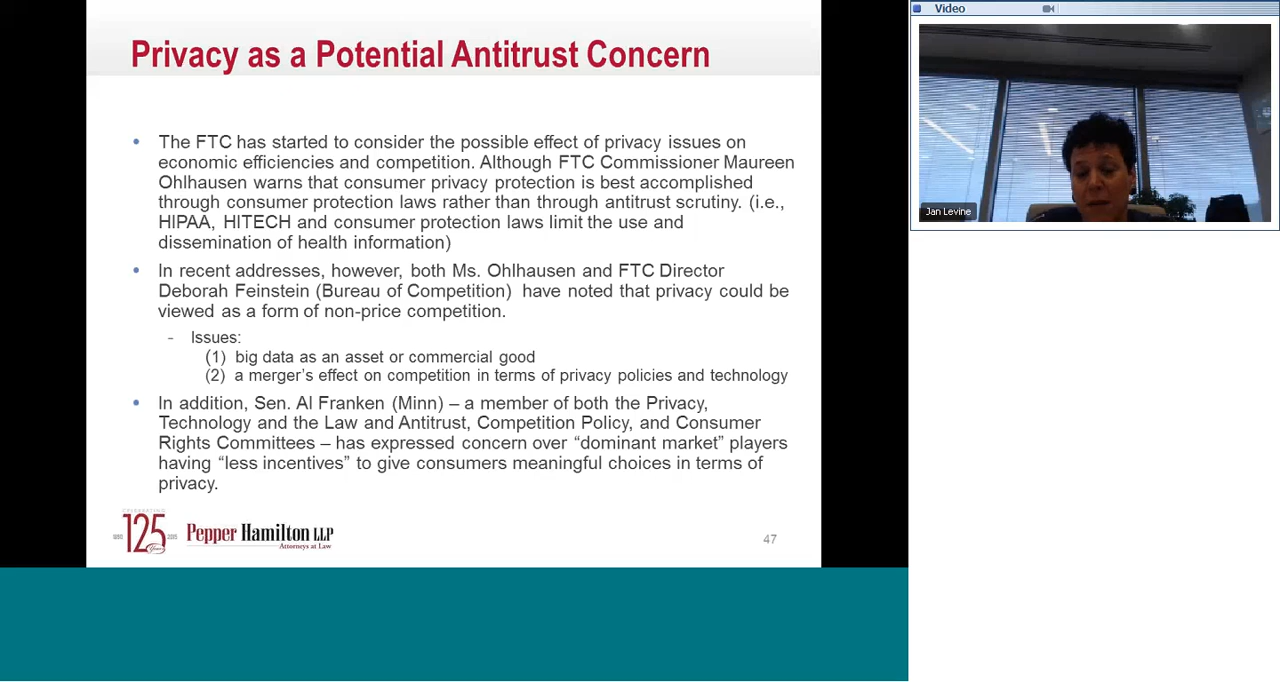 Privacy as a Potential Antitrust Concern
• The FTC has started to consider the possible effect of privacy issues on
economic efficiencies and competition. Although FTC Commissioner Maureen
Ohlhausen warns that consumer privacy protection is best accomplished
through consumer protection laws rather than through antitrust scrutiny. (i.e.,
HIPAA, HITECH and consumer protection laws limit the use and
dissemination of health information)
• In recent addresses, however, both Ms. Ohlhausen and FTC Director
Deborah Feinstein (Bureau of Competition) have noted that privacy could be
viewed as a form of non-price competition.
- Issues:
(1) big data as an asset or commercial good
(2) a merger's effect on competition in terms of privacy policies and technology
• In addition, Sen. Al Franken (Minn) – a member of both the Privacy,
Technology and the Law and Antitrust, Competition Policy, and Consumer
Rights Committees – has expressed concern over “dominant market” players
having “less incentives” to give consumers meaningful choices in terms of
privacy.
CELEBRATING
125
Years
Pepper Hamilton LLP
Attorneys at Law
47
Video
Jan Levine